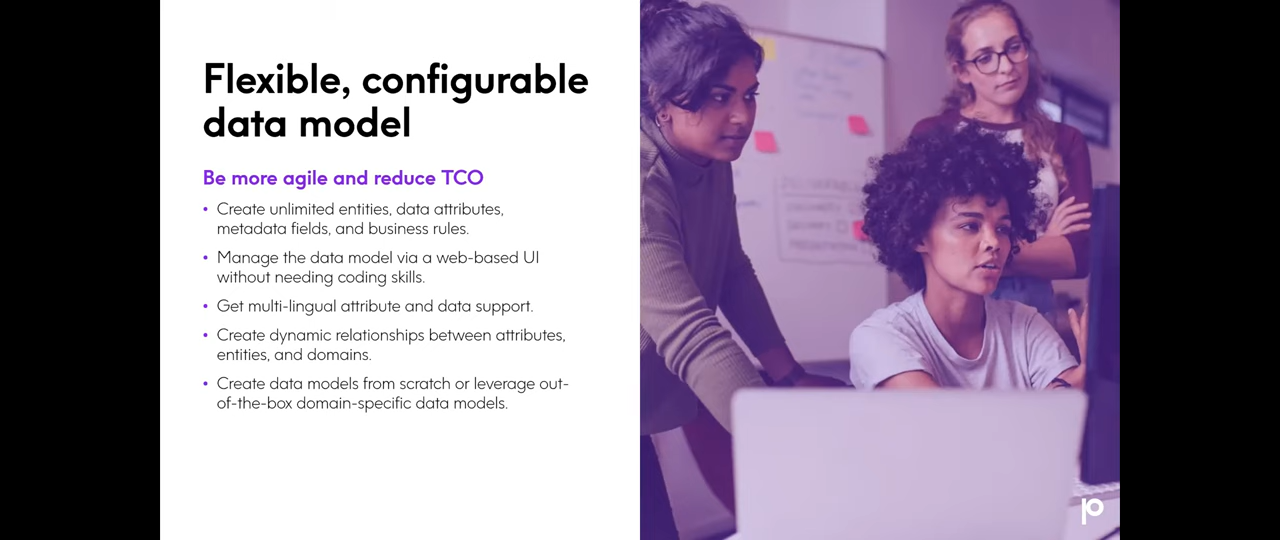 Flexible, configurable
data model
Be more agile and reduce TCO
• Create unlimited entities, data attributes,
metadata fields, and business rules.
• Manage the data model via a web-based UI
without needing coding skills.
• Get multi-lingual attribute and data support.
• Create dynamic relationships between attributes,
entities, and domains.
• Create data models from scratch or leverage out-
of-the-box domain-specific data models.